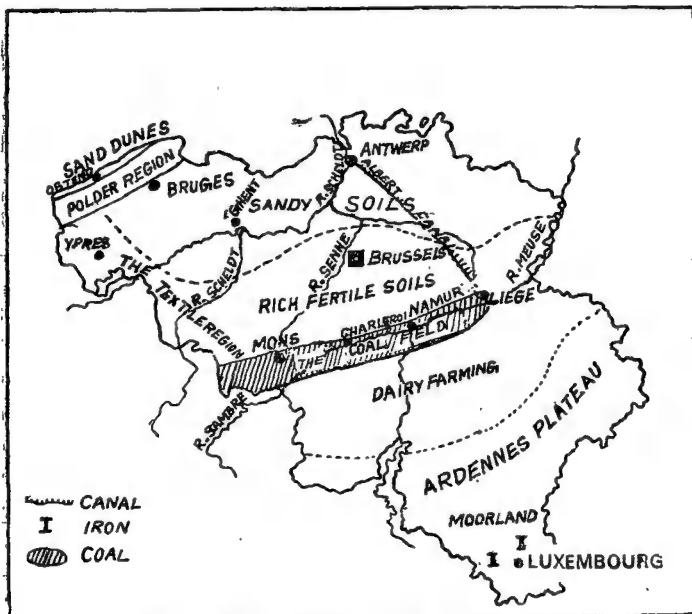 SAND DUNES
OSTEND
POLDER REGION
BRUGES
GHENT
SANDY SOILS
R. SCHELDT
ANTWERP
ALBERT CANAL
YPRES
THE TEXTILE REGION
R. SCHELDT
R. SENNE
BRUSSELS
R. MEUSE
RICH FERTILE SOILS
MONS
CHARLEROI
NAMUR
LIEGE
THE COAL FIELD
R. SAMBRE
DAIRY FARMING
ARDENNES PLATEAU
MOORLAND
LUXEMBOURG
CANAL
I IRON
COAL